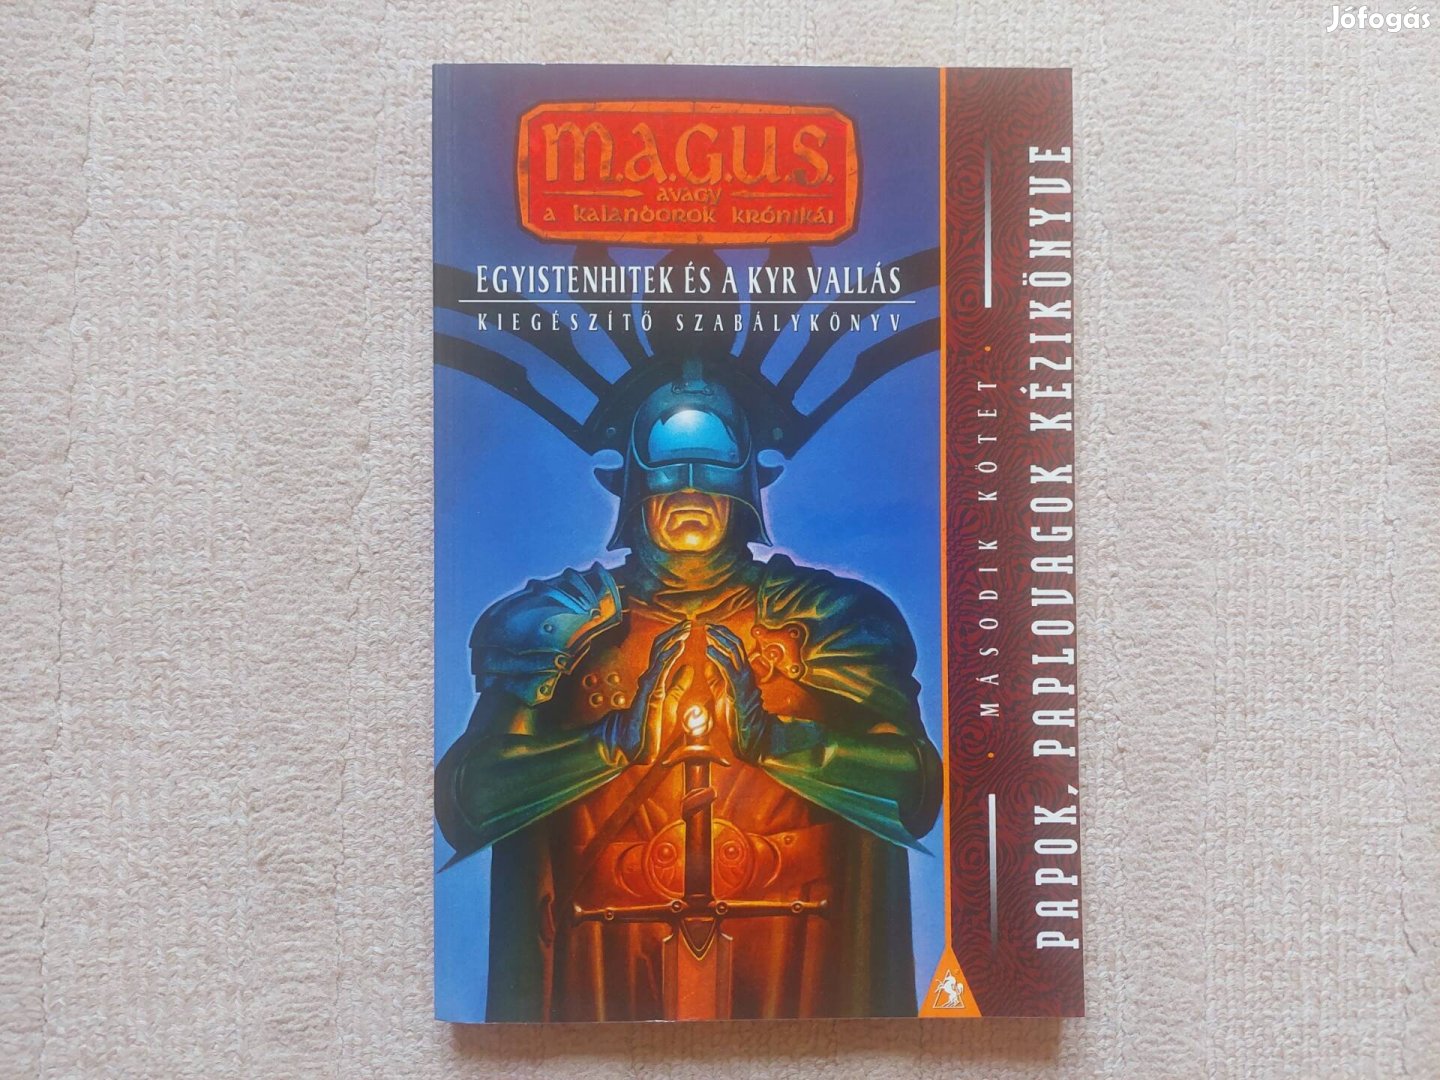 Jófogás
M.A.G.U.S.
AVAGY
A KALANDOROK KRÓNIKÁI
EGYISTENHITEK ÉS A KYR VALLÁS
KIEGÉSZÍTŐ SZABÁLYKÖNYV
· MÁSODIK KÖTET ·
PAPOK, PAPLOVAGOK KÉZIKÖNYVE